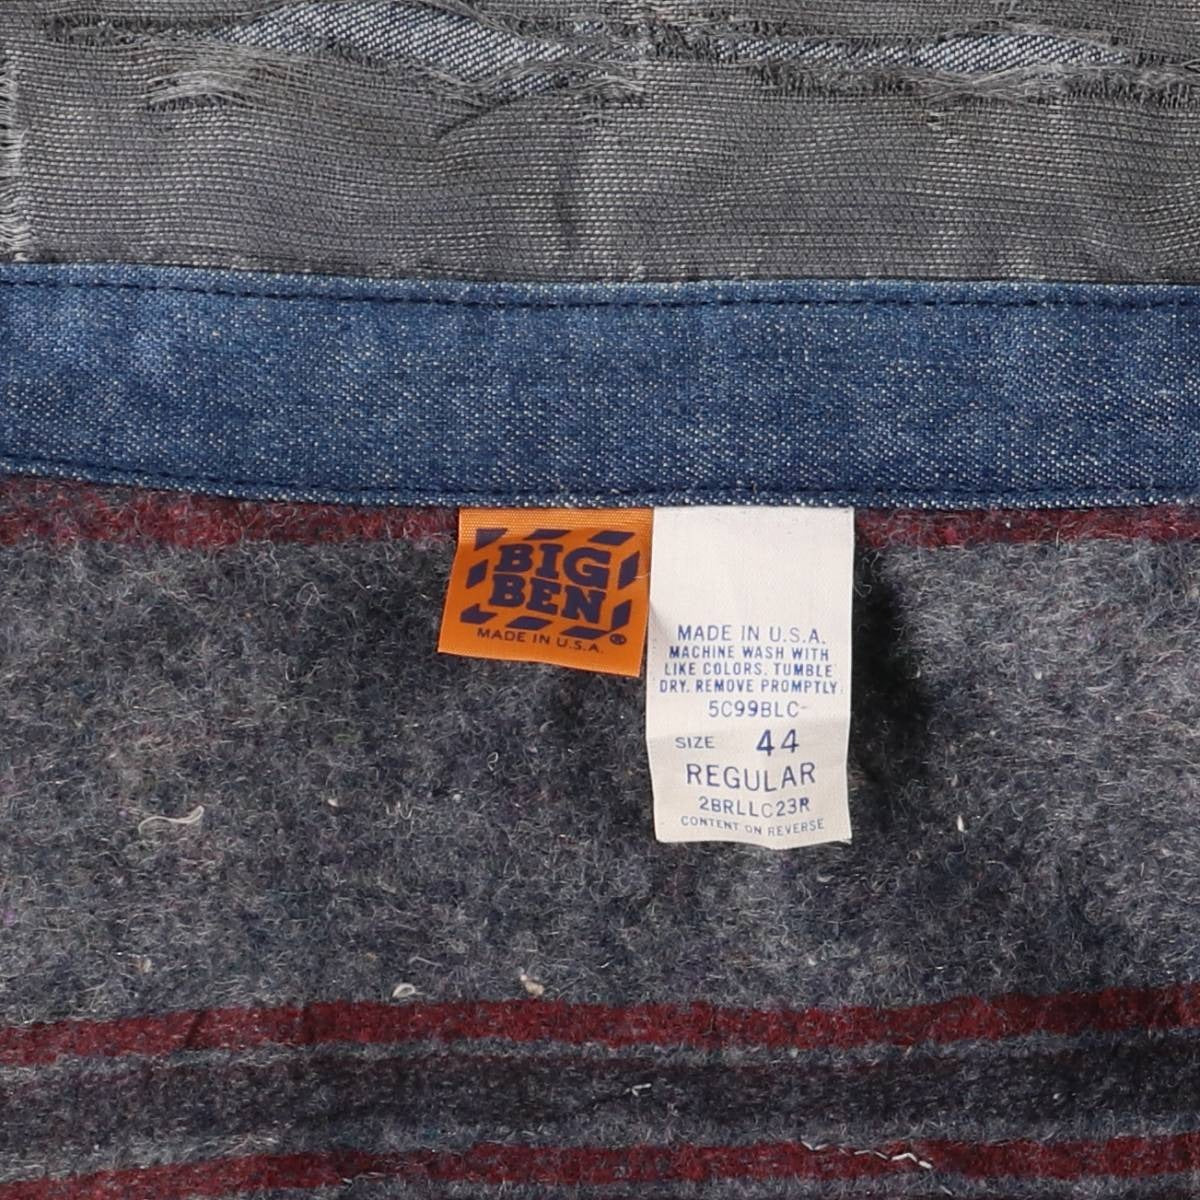 BIG
BEN
MADE IN U.S.A.
®
MADE IN U.S.A.
MACHINE WASH WITH
LIKE COLORS. TUMBLE
DRY. REMOVE PROMPTLY.
5C99BLC-
SIZE 44
REGULAR
2BRLLC23R
CONTENT ON REVERSE